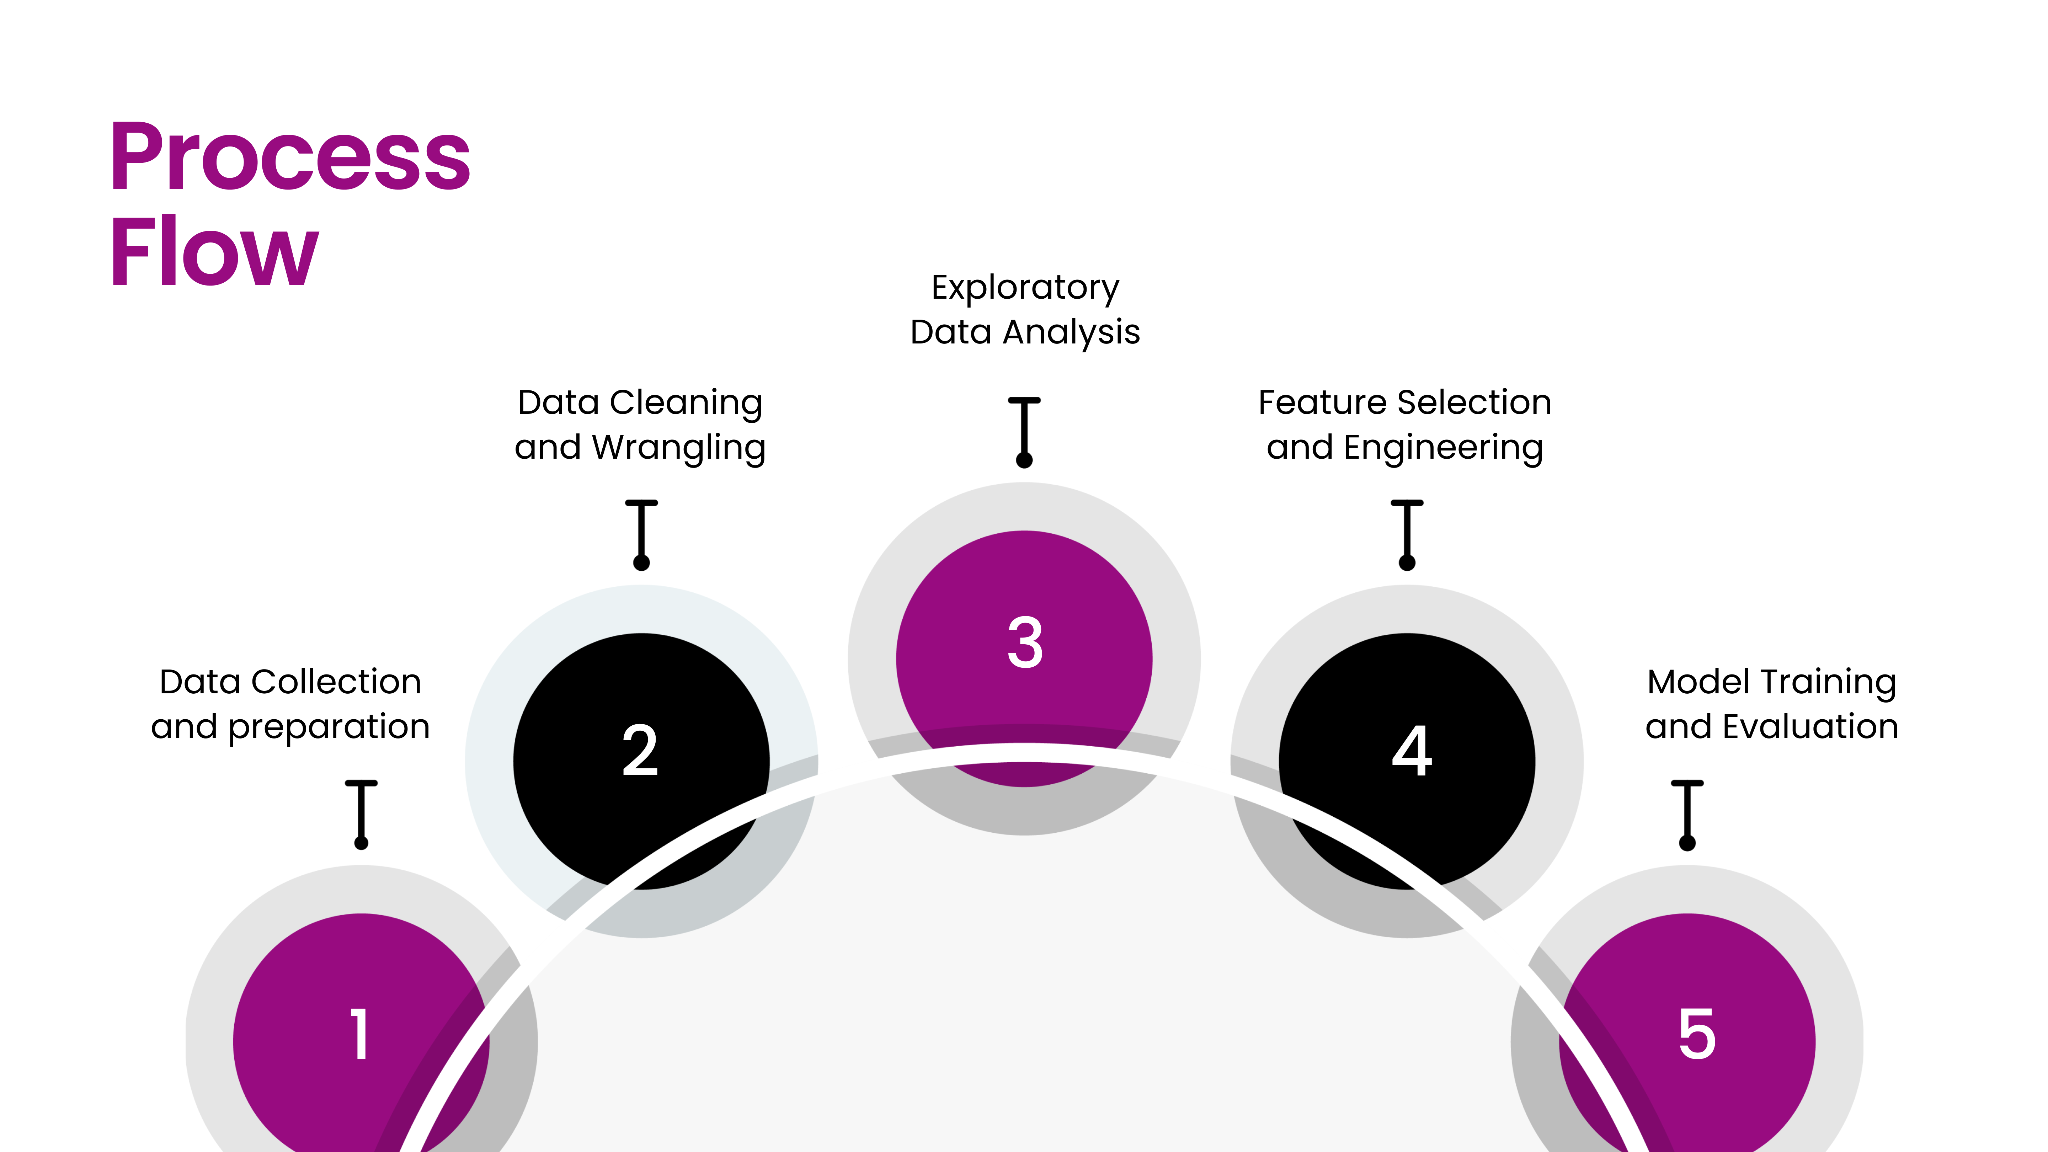 Process
Flow
Exploratory
Data Analysis
Data Cleaning
and Wrangling
Feature Selection
and Engineering
3
Data Collection
and preparation
2
4
Model Training
and Evaluation
1
5